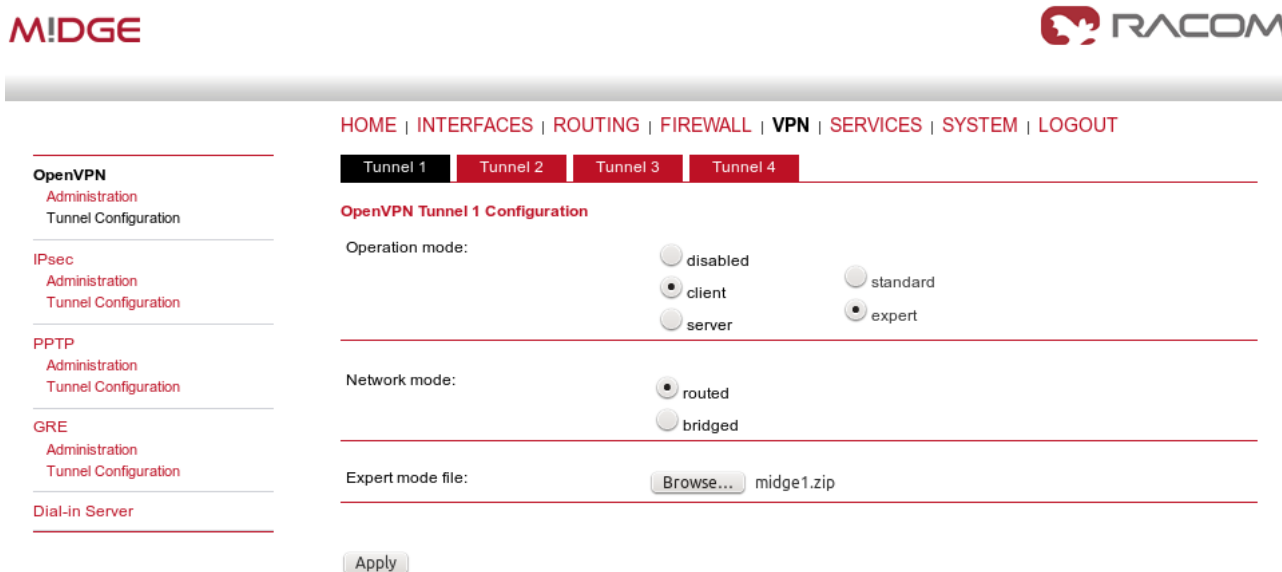 M!DGE
RACOM
HOME | INTERFACES | ROUTING | FIREWALL | VPN | SERVICES | SYSTEM | LOGOUT
OpenVPN
Administration
Tunnel Configuration
IPsec
Administration
Tunnel Configuration
PPTP
Administration
Tunnel Configuration
GRE
Administration
Tunnel Configuration
Dial-in Server
Tunnel 1 Tunnel 2 Tunnel 3 Tunnel 4
OpenVPN Tunnel 1 Configuration
Operation mode:
disabled
client
server
standard
expert
Network mode:
routed
bridged
Expert mode file:
Browse... midge1.zip
Apply